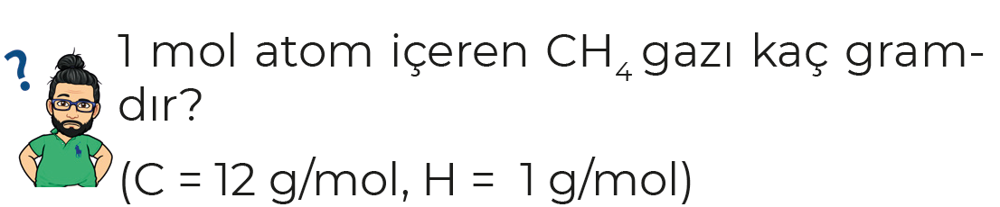 ?
1 mol atom içeren CH₄ gazı kaç gram-
dır?
(C = 12 g/mol, H = 1 g/mol)